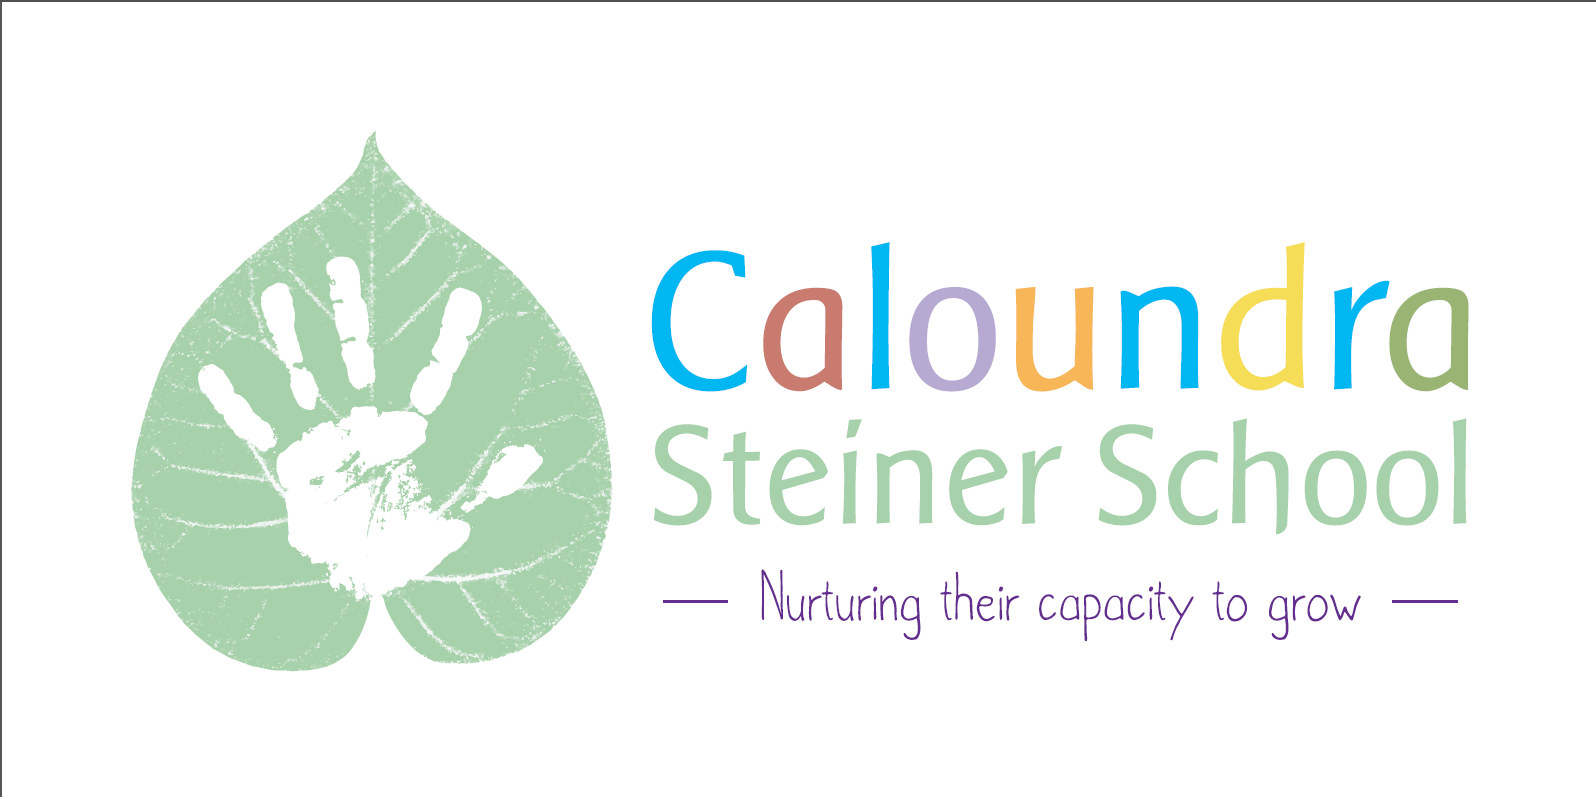 Caloundra
Steiner School
Nurturing their capacity to grow